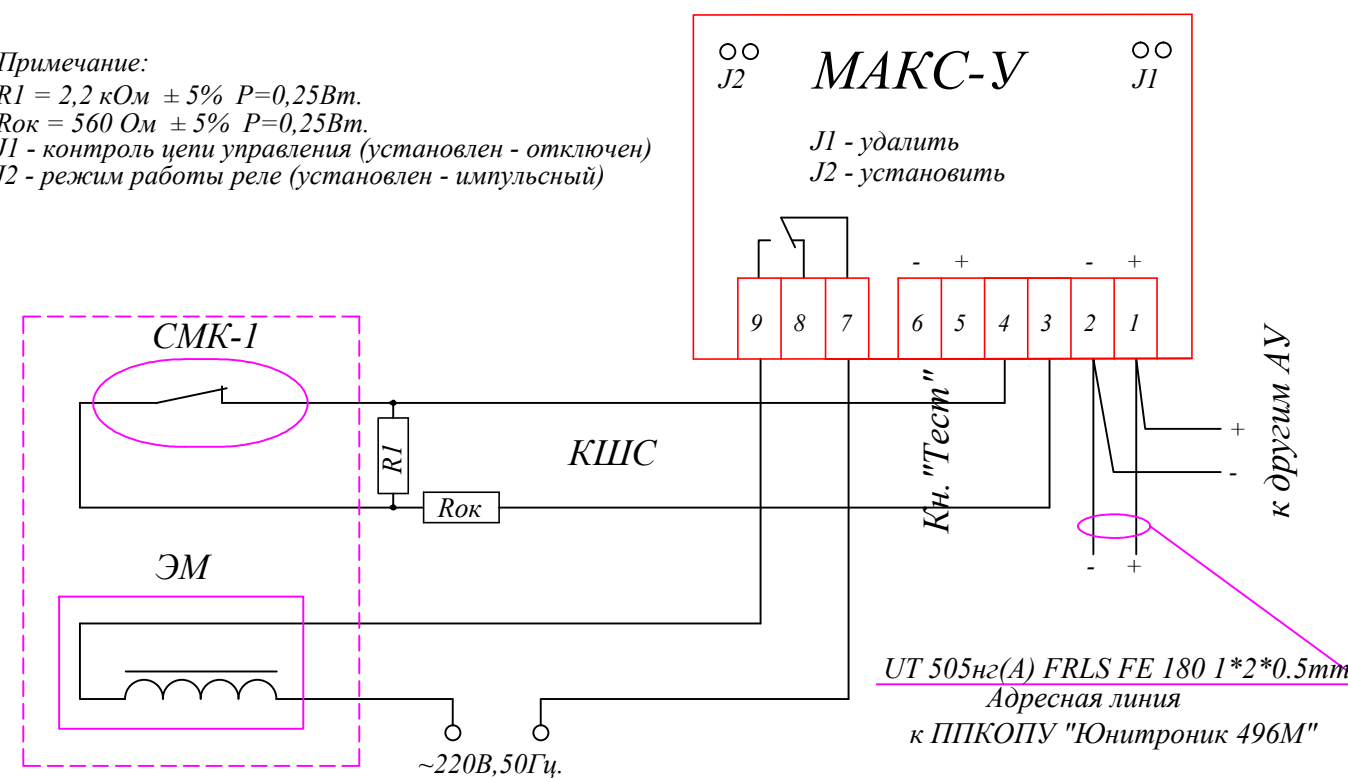 Примечание:
R1 = 2,2 кОм ± 5% P=0,25Вт.
Rок = 560 Ом ± 5% P=0,25Вт.
J1 - контроль цепи управления (установлен - отключен)
J2 - режим работы реле (установлен - импульсный)
J2
МАКС-У
J1
J1 - удалить
J2 - установить
- + - +
9 8 7 6 5 4 3 2 1
СМК-1
R1
КШС
Rок
Кн. "Тест"
+
-
к другим АУ
- +
ЭМ
~220В,50Гц.
UT 505нг(А) FRLS FE 180 1*2*0.5mm
Адресная линия
к ППКОПУ "Юнитроник 496М"